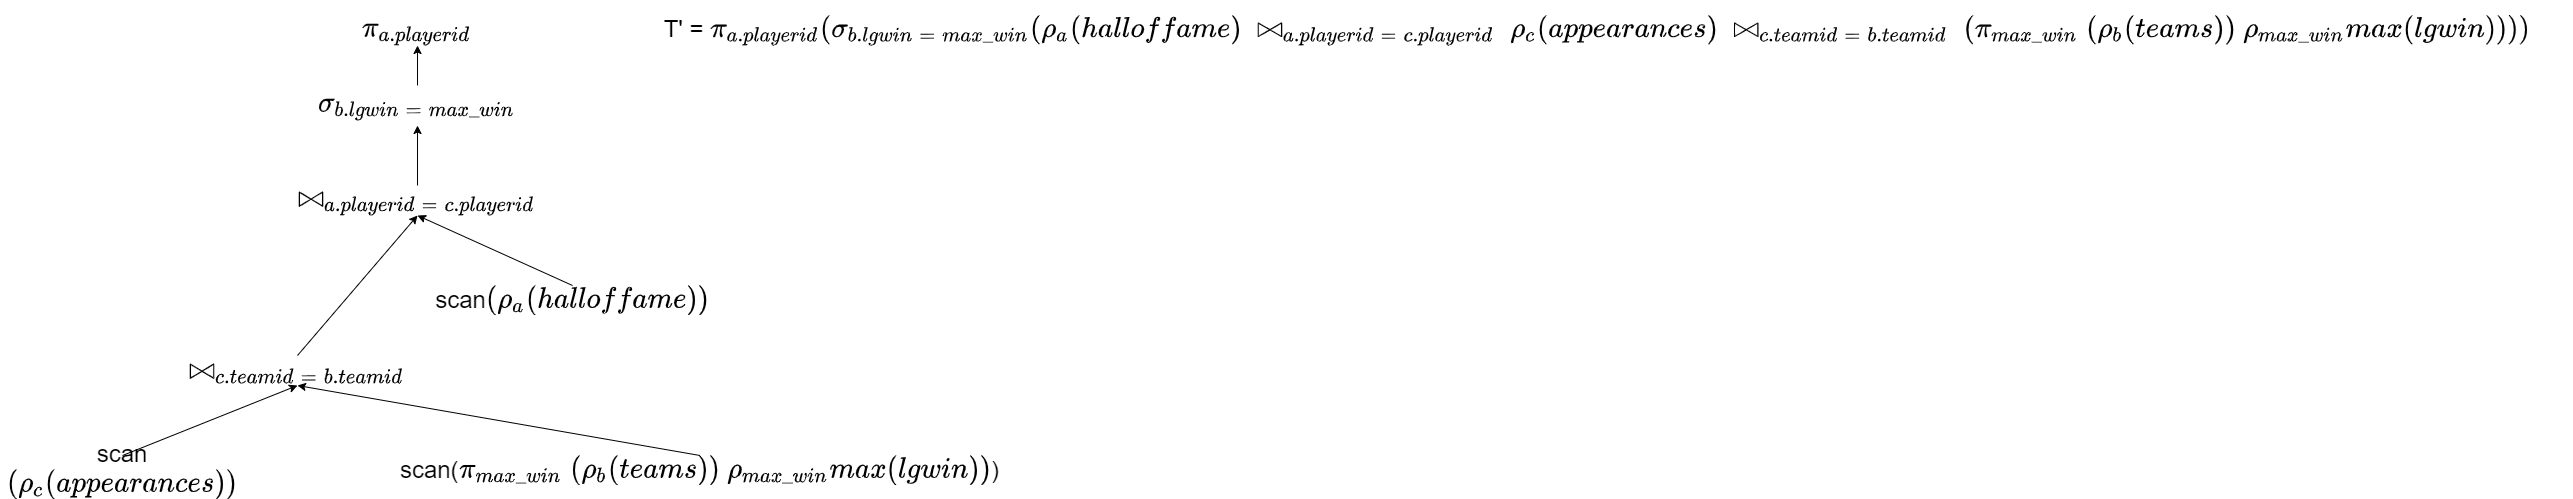 π_{a.playerid}
T' = π_{a.playerid}(σ_{b.lgwin = max_win}(ρ_a(halloffame) ⋈_{a.playerid = c.playerid} ρ_c(appearances) ⋈_{c.teamid = b.teamid} (π_{max_win} (ρ_b(teams)) ρ_{max_win}max(lgwin))))
σ_{b.lgwin = max_win}
⋈_{a.playerid = c.playerid}
scan(ρ_a(halloffame))
⋈_{c.teamid = b.teamid}
scan
(ρ_c(appearances))
scan(π_{max_win} (ρ_b(teams)) ρ_{max_win}max(lgwin)))